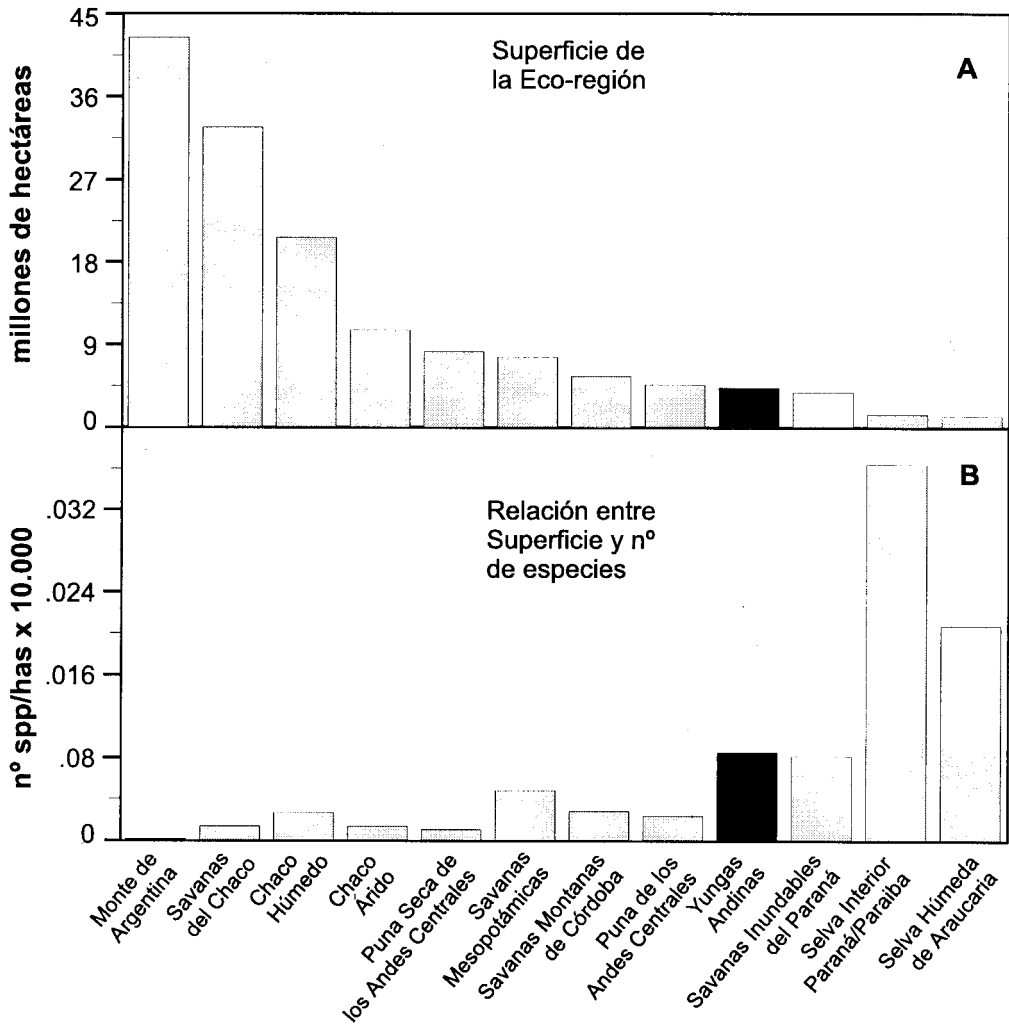 45
36
27
18
9
0
millones de hectáreas
Superficie de
la Eco-región
A
.032
.024
.016
.08
0
nº spp/has x 10.000
Relación entre
Superficie y nº
de especies
B
Monte de
Argentina
Savanas
del Chaco
Chaco
Húmedo
Chaco
Árido
Puna Seca de
los Andes Centrales
Savanas
Mesopotámicas
Savanas Montanas
de Córdoba
Puna de los
Andes Centrales
Yungas
Andinas
Savanas Inundables
del Paraná
Selva Interior
Paraná/Paraiba
Selva Húmeda
de Araucaria